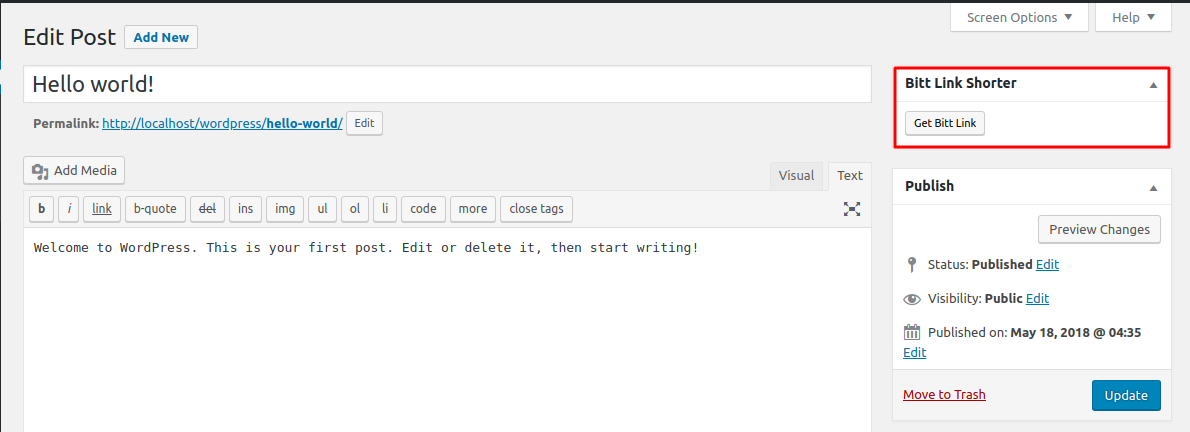 Screen Options Help
Edit Post Add New
Hello world!
Permalink: http://localhost/wordpress/hello-world/ Edit
Add Media
Visual Text
b i link b-quote del ins img ul ol li code more close tags
Welcome to WordPress. This is your first post. Edit or delete it, then start writing!
Bitt Link Shorter
Get Bitt Link
Publish
Preview Changes
Status: Published Edit
Visibility: Public Edit
Published on: May 18, 2018 @ 04:35
Edit
Move to Trash Update